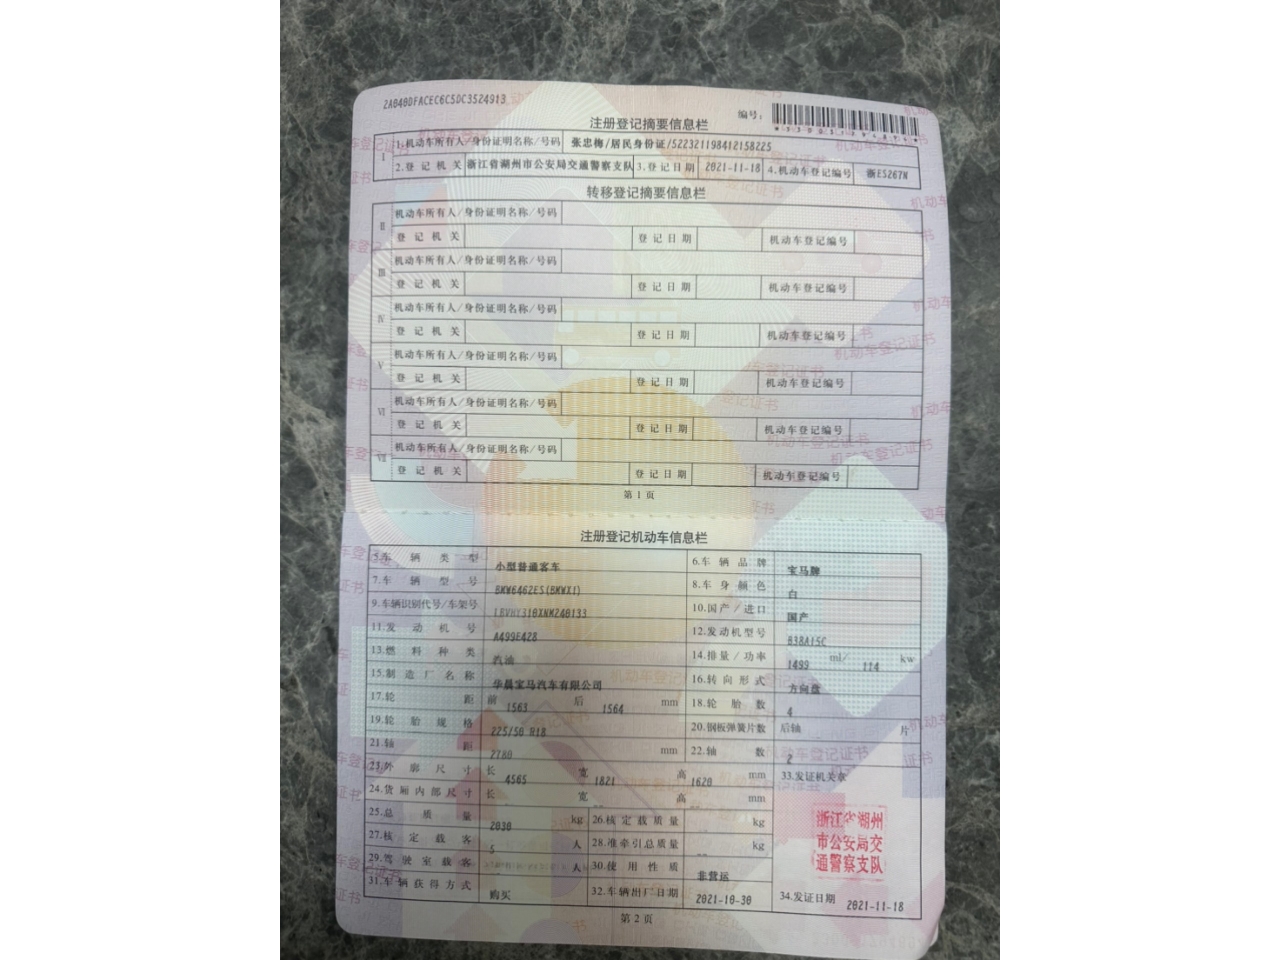 2A848DFACEC6C5DC3524913
编号：
注册登记摘要信息栏
I 1.机动车所有人/身份证明名称/号码 张忠梅/居民身份证/522321198412158225
2.登记机关 浙江省湖州市公安局交通警察支队 3.登记日期 2021-11-18 4.机动车登记编号 浙E5267N
转移登记摘要信息栏
II 机动车所有人/身份证明名称/号码
登记机关 登记日期 机动车登记编号
III 机动车所有人/身份证明名称/号码
登记机关 登记日期 机动车登记编号
IV 机动车所有人/身份证明名称/号码
登记机关 登记日期 机动车登记编号
V 机动车所有人/身份证明名称/号码
登记机关 登记日期 机动车登记编号
VI 机动车所有人/身份证明名称/号码
登记机关 登记日期 机动车登记编号
VII 机动车所有人/身份证明名称/号码
登记机关 登记日期 机动车登记编号
第 1 页
注册登记机动车信息栏
5.车辆类型 小型普通客车 6.车辆品牌 宝马牌
7.车辆型号 BMW6462ES(BMWX1) 8.车身颜色 白
9.车辆识别代号/车架号 LBVHY310XNM240133 10.国产/进口 国产
11.发动机号 A499E428 12.发动机型号 B38A15C
13.燃料种类 汽油 14.排量/功率 1499 ml/ 114 kw
15.制造厂名称 华晨宝马汽车有限公司 16.转向形式 方向盘
17.轮距 前 1563 后 1564 mm 18.轮胎数 4
19.轮胎规格 225/50 R18 20.钢板弹簧片数 后轴 片
21.轴距 2780 mm 22.轴数 2
23.外廓尺寸 长 4565 宽 1821 高 1620 mm 33.发证机关章
24.货厢内部尺寸 长 宽 高 mm
25.总质量 2030 kg 26.核定载质量 kg
27.核定载客 5 人 28.准牵引总质量 kg
29.驾驶室载客 人 30.使用性质 非营运
31.车辆获得方式 购买 32.车辆出厂日期 2021-10-30 34.发证日期 2021-11-18
浙江省湖州
市公安局交
通警察支队
第 2 页